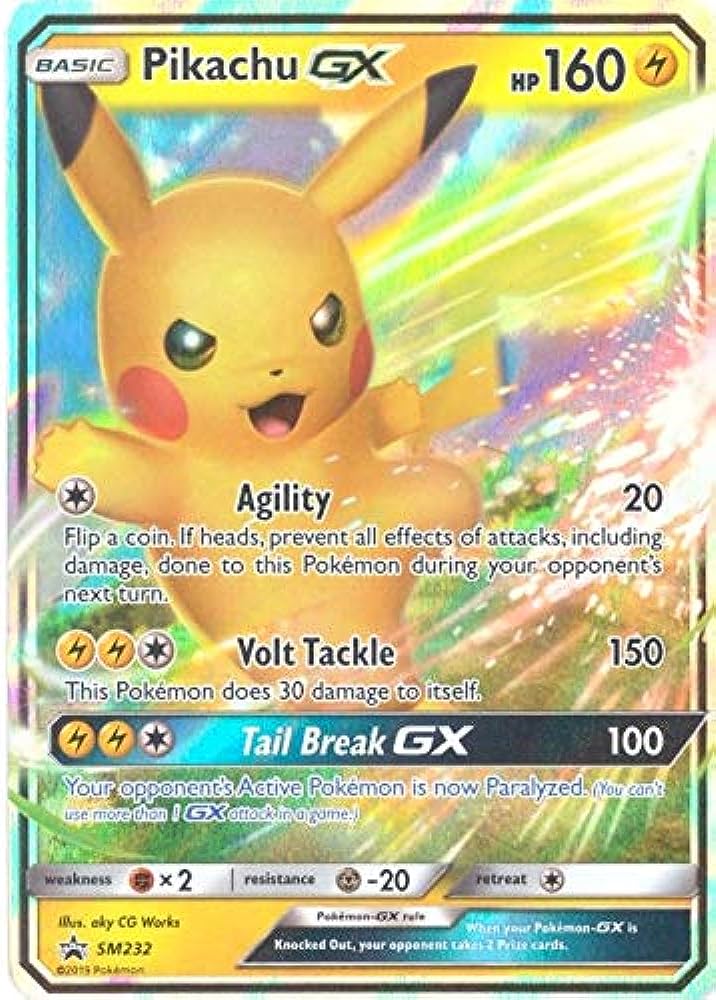 BASIC Pikachu GX HP 160
Agility 20
Flip a coin. If heads, prevent all effects of attacks, including
damage, done to this Pokémon during your opponent's
next turn.
Volt Tackle 150
This Pokémon does 30 damage to itself.
Tail Break GX 100
Your opponent's Active Pokémon is now Paralyzed. (You can't
use more than 1 GX attack in a game.)
weakness ×2 resistance -20 retreat
Illus. aky CG Works
Pokémon-GX rule
When your Pokémon-GX is
Knocked Out, your opponent takes 2 Prize cards.
SM232
©2019 Pokémon